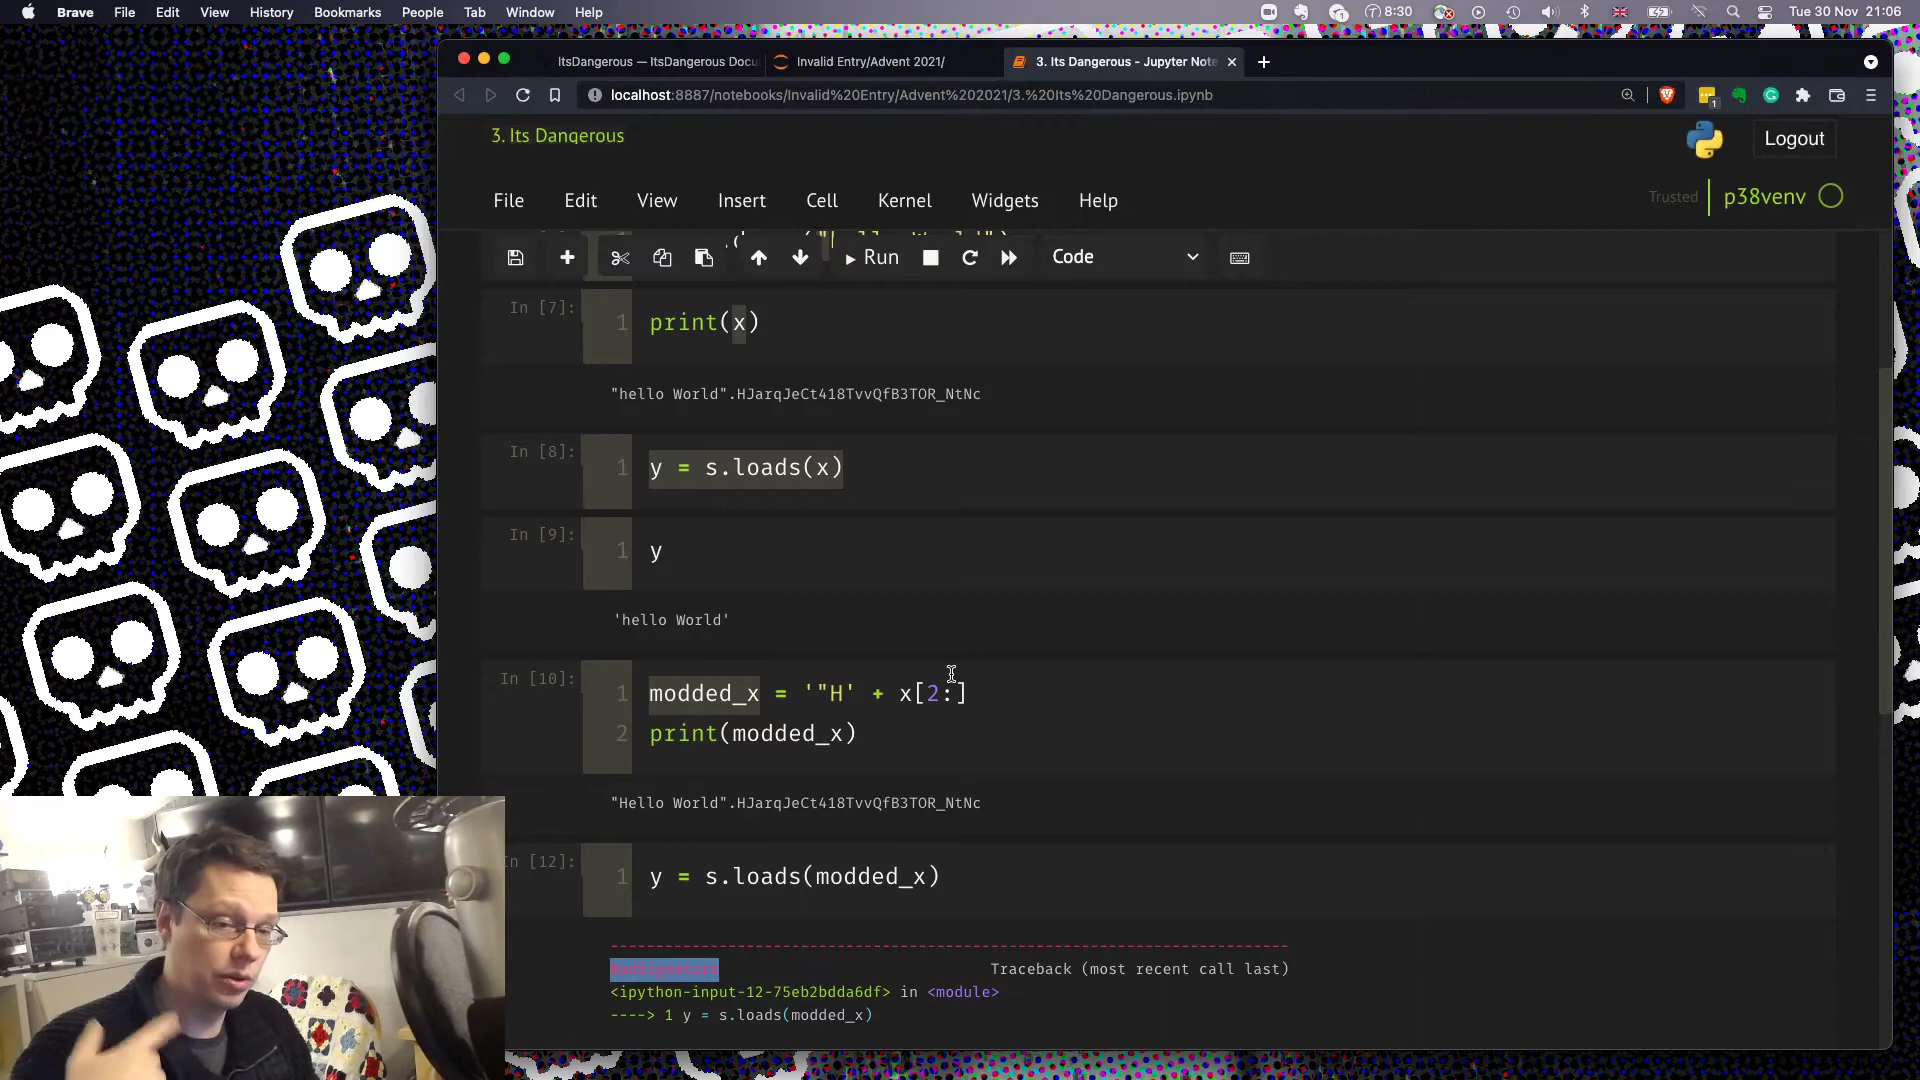 Brave File Edit View History Bookmarks People Tab Window Help 1 8:30 Tue 30 Nov 21:06
ItsDangerous — ItsDangerous Docu Invalid Entry/Advent 2021/ 3. Its Dangerous - Jupyter Note
localhost:8887/notebooks/Invalid%20Entry/Advent%202021/3.%20Its%20Dangerous.ipynb 1
3. Its Dangerous
Logout
File Edit View Insert Cell Kernel Widgets Help Trusted p38venv
Run Code
In [7]: 1 print(x)
"hello World".HJarqJeCt418TvvQfB3TOR_NtNc
In [8]: 1 y = s.loads(x)
In [9]: 1 y
'hello World'
In [10]: 1 modded_x = '"H' + x[2:]
2 print(modded_x)
"Hello World".HJarqJeCt418TvvQfB3TOR_NtNc
In [12]: 1 y = s.loads(modded_x)
---------------------------------------------------------------------------
BadSignature Traceback (most recent call last)
<ipython-input-12-75eb2bdda6df> in <module>
----> 1 y = s.loads(modded_x)